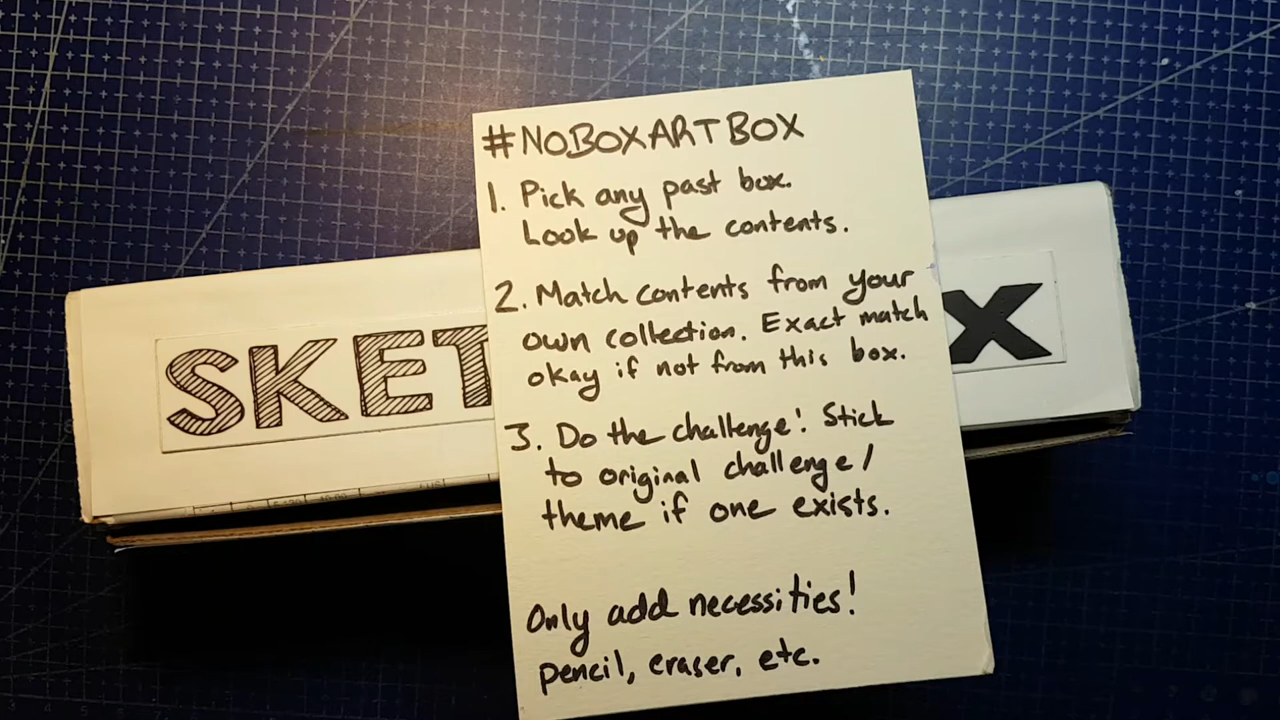 #NOBOXARTBOX
1. Pick any past box.
Look up the contents.
2. Match contents from your
own collection. Exact match
okay if not from this box.
3. Do the challenge! Stick
to original challenge/
theme if one exists.
Only add necessities!
pencil, eraser, etc.
SKET X